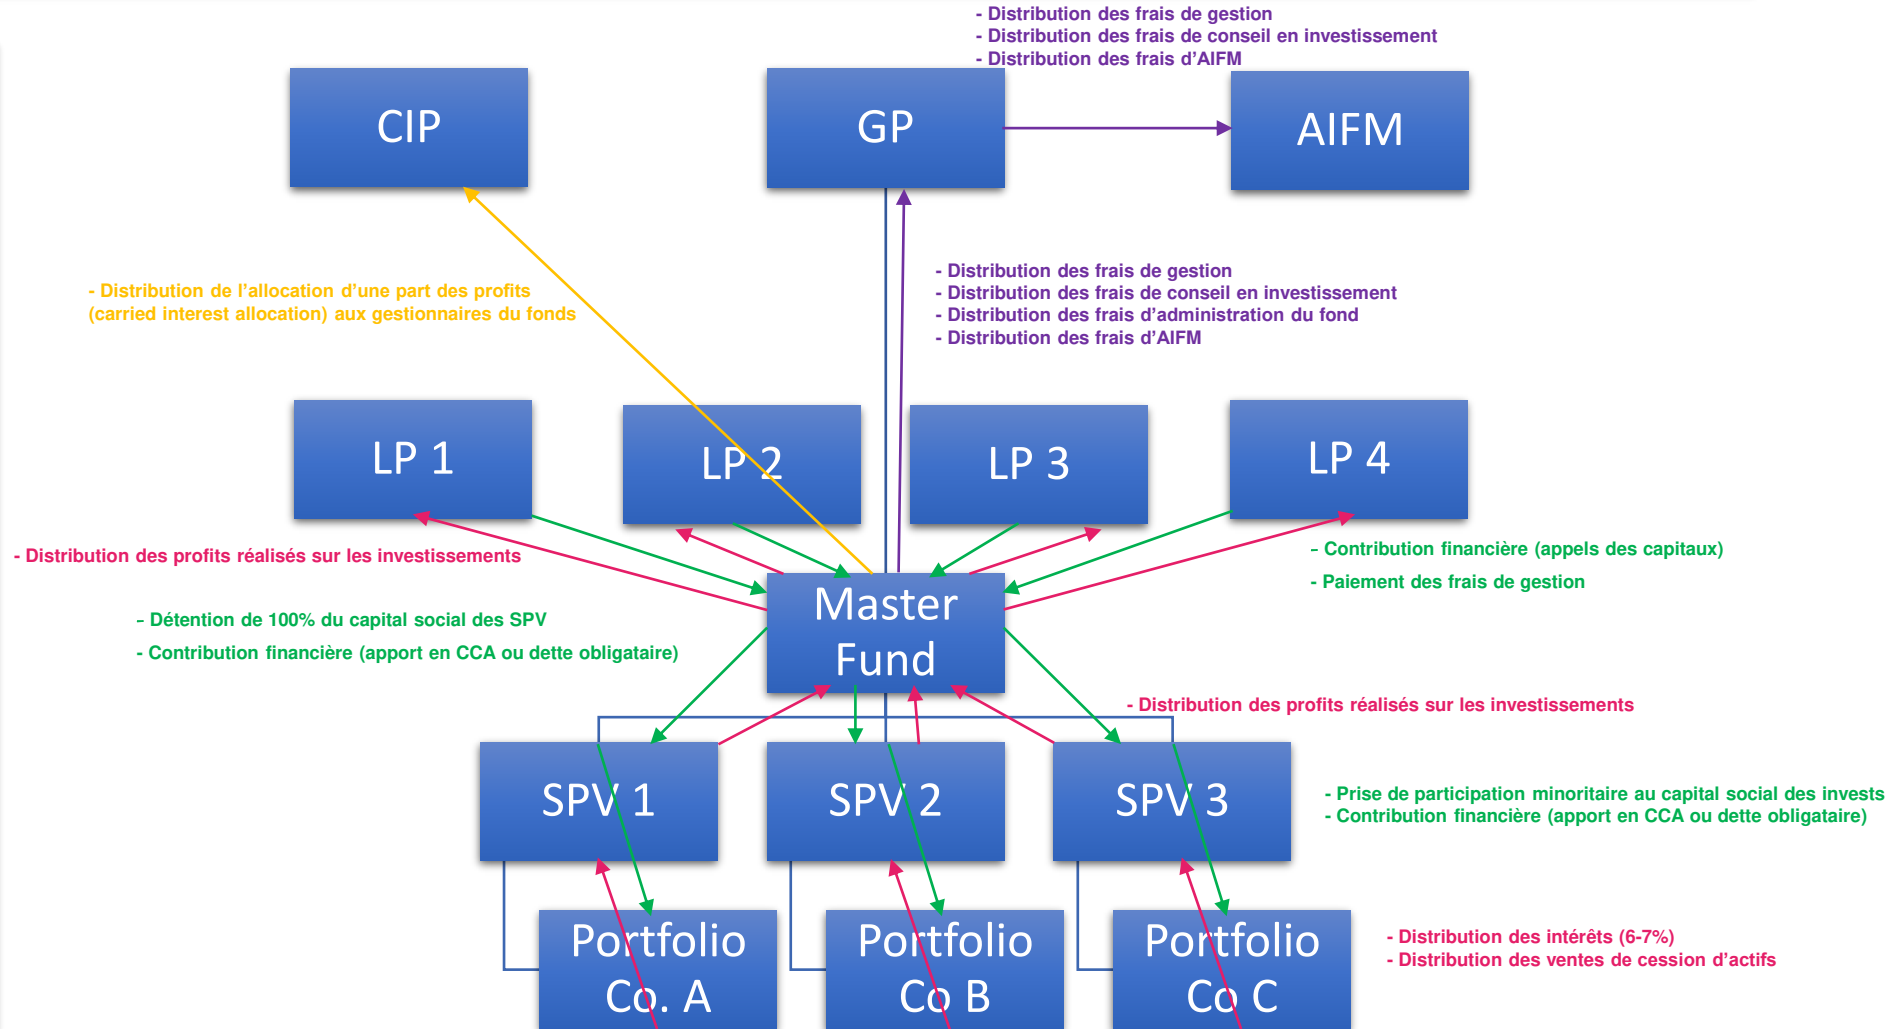 - Distribution des frais de gestion
- Distribution des frais de conseil en investissement
- Distribution des frais d’AIFM
CIP
GP
AIFM
- Distribution de l’allocation d’une part des profits
(carried interest allocation) aux gestionnaires du fonds
- Distribution des frais de gestion
- Distribution des frais de conseil en investissement
- Distribution des frais d’administration du fond
- Distribution des frais d’AIFM
LP 1
LP 2
LP 3
LP 4
- Distribution des profits réalisés sur les investissements
- Contribution financière (appels des capitaux)
- Paiement des frais de gestion
- Détention de 100% du capital social des SPV
- Contribution financière (apport en CCA ou dette obligataire)
Master
Fund
- Distribution des profits réalisés sur les investissements
SPV 1
SPV 2
SPV 3
- Prise de participation minoritaire au capital social des invests
- Contribution financière (apport en CCA ou dette obligataire)
Portfolio
Co. A
Portfolio
Co B
Portfolio
Co C
- Distribution des intérêts (6-7%)
- Distribution des ventes de cession d’actifs